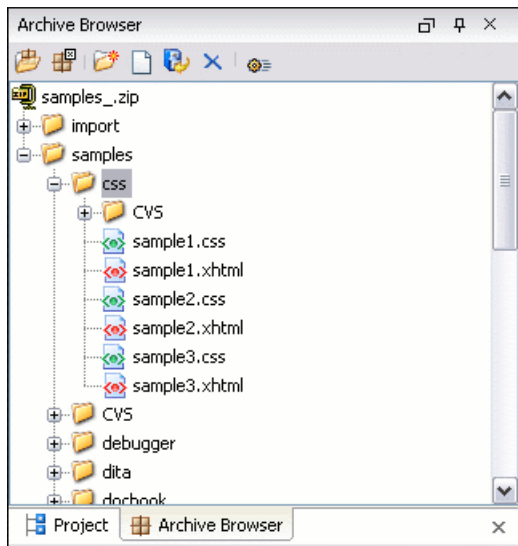 Archive Browser
samples_.zip
import
samples
css
CVS
sample1.css
sample1.xhtml
sample2.css
sample2.xhtml
sample3.css
sample3.xhtml
CVS
debugger
dita
docbook
Project
Archive Browser